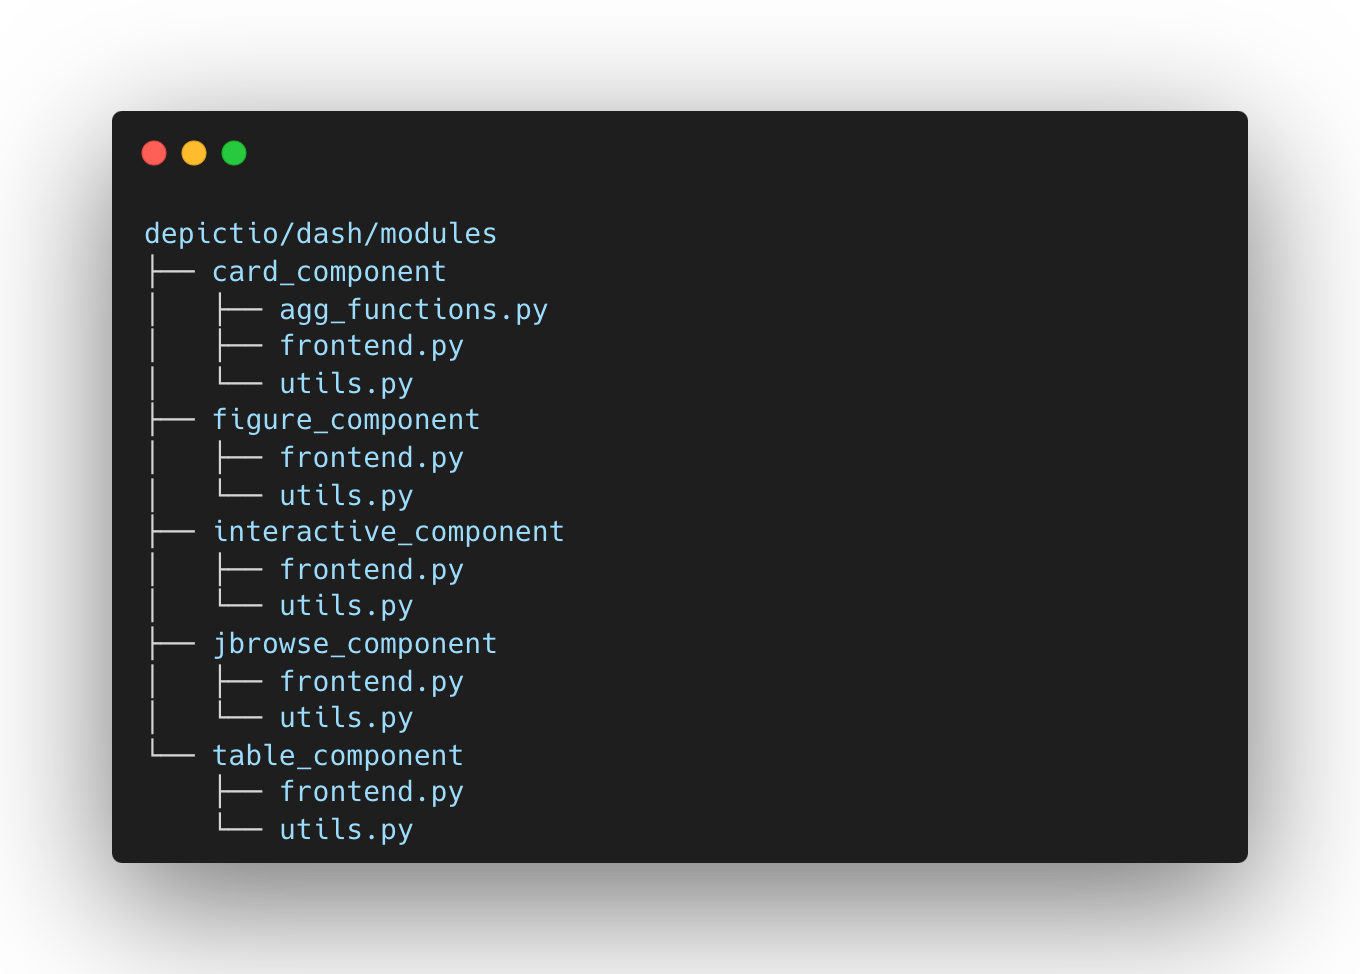 depictio/dash/modules
├── card_component
│   ├── agg_functions.py
│   ├── frontend.py
│   └── utils.py
├── figure_component
│   ├── frontend.py
│   └── utils.py
├── interactive_component
│   ├── frontend.py
│   └── utils.py
├── jbrowse_component
│   ├── frontend.py
│   └── utils.py
└── table_component
    ├── frontend.py
    └── utils.py